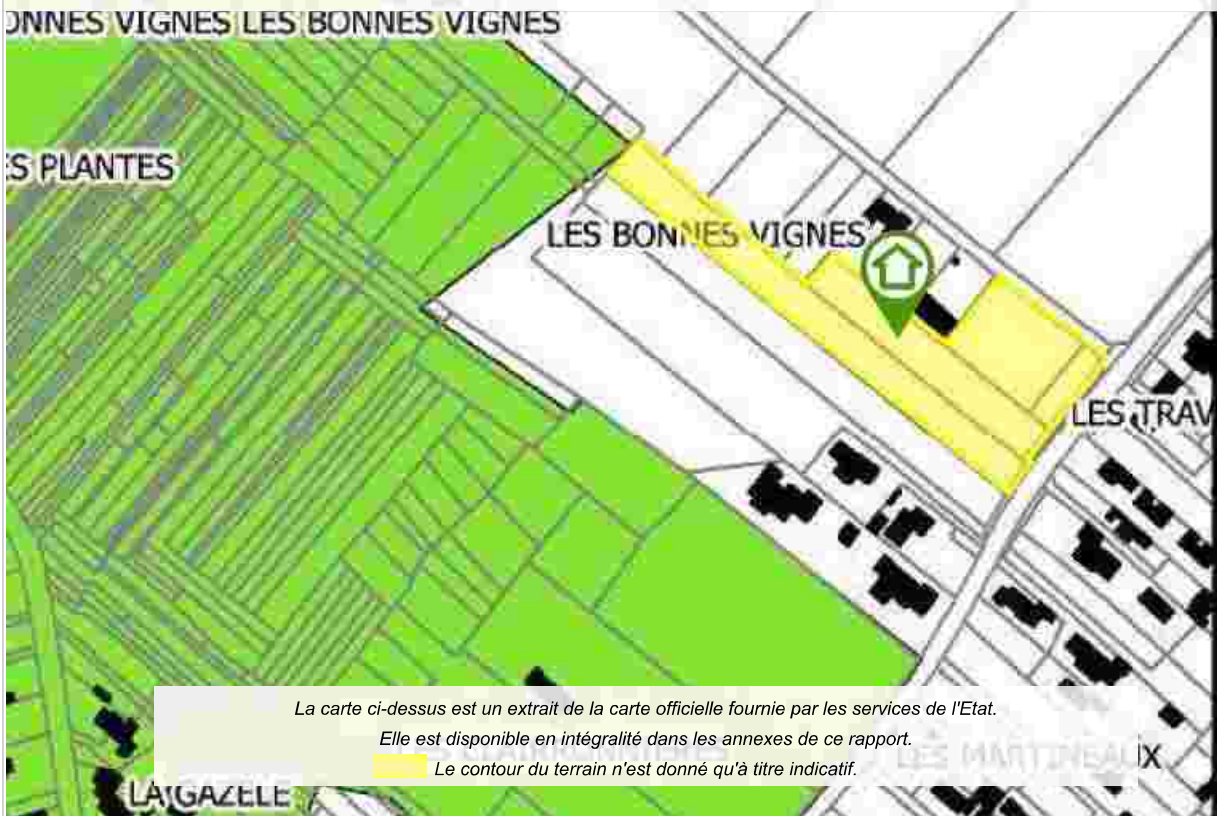 ONNES VIGNES LES BONNES VIGNES
ES PLANTES
LES BONNES VIGNES
LES TRAV
La carte ci-dessus est un extrait de la carte officielle fournie par les services de l'Etat.
Elle est disponible en intégralité dans les annexes de ce rapport.
LES MARTINEAUX
Le contour du terrain n'est donné qu'à titre indicatif.
LA GAZELE